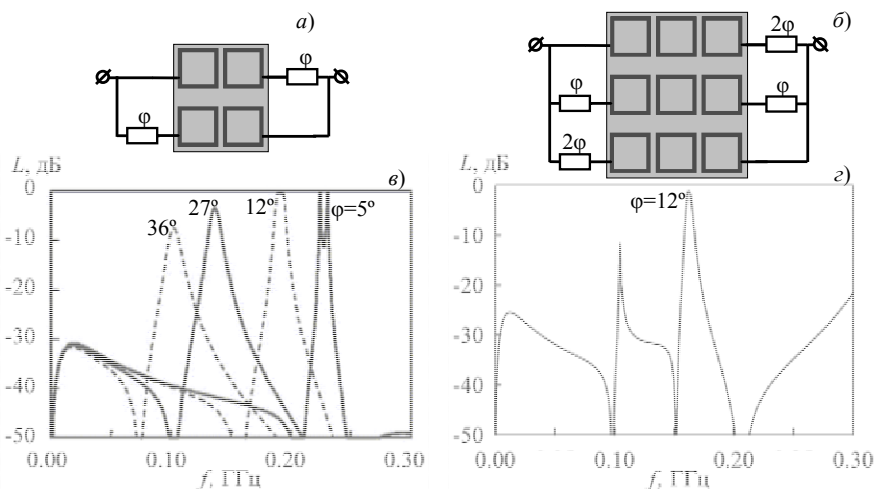 а)
φ
φ
б)
2φ
φ
φ
2φ
L, дБ
в)
0
-10
-20
-30
-40
-50
36º
27º
12º
φ=5º
0.00
0.10
0.20
0.30
f, ГГц
L, дБ
г)
0
-10
-20
-30
-40
-50
φ=12º
0.00
0.10
0.20
0.30
f, ГГц